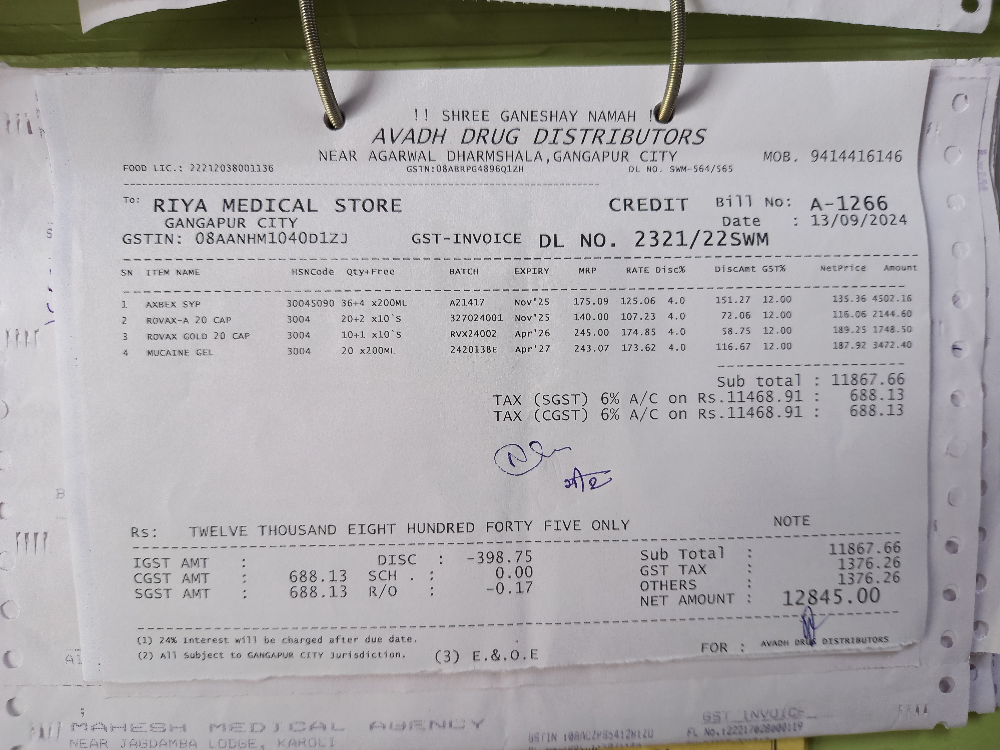 !! SHREE GANESHAY NAMAH !
AVADH DRUG DISTRIBUTORS
NEAR AGARWAL DHARMSHALA,GANGAPUR CITY MOB. 9414416146
FOOD LIC.: 22212038001136 GSTN:08ABRPG4896Q1ZH DL NO. SWM-564/565
To: RIYA MEDICAL STORE CREDIT Bill No: A-1266
GANGAPUR CITY Date : 13/09/2024
GSTIN: 08AANHM1040D1ZJ GST-INVOICE DL NO. 2321/22SWM
SN ITEM NAME HSNCode Qty+Free BATCH EXPIRY MRP RATE Disc% DiscAmt GST% NetPrice Amount
1 AXBEX SYP 30045090 36+4 x200ML A21417 Nov'25 175.09 125.06 4.0 151.27 12.00 135.36 4502.16
2 ROVAX-A 20 CAP 3004 20+2 x10`S 327024001 Nov'25 140.00 107.23 4.0 72.06 12.00 116.06 2144.60
3 ROVAX GOLD 20 CAP 3004 10+1 x10`S RVX24002 Apr'26 245.00 174.85 4.0 58.75 12.00 189.25 1748.50
4 MUCAINE GEL 3004 20 x200ML 2420138E Apr'27 243.07 173.62 4.0 116.67 12.00 187.92 3472.40
Sub total : 11867.66
TAX (SGST) 6% A/C on Rs.11468.91 : 688.13
TAX (CGST) 6% A/C on Rs.11468.91 : 688.13
Rs: TWELVE THOUSAND EIGHT HUNDRED FORTY FIVE ONLY NOTE
IGST AMT : DISC : -398.75 Sub Total : 11867.66
CGST AMT : 688.13 SCH . : 0.00 GST TAX : 1376.26
SGST AMT : 688.13 R/O : -0.17 OTHERS : 1376.26
NET AMOUNT : 12845.00
(1) 24% Interest will be charged after due date.
(2) All Subject to GANGAPUR CITY Jurisdiction. (3) E.&.O.E
FOR : AVADH DRUG DISTRIBUTORS
MAHESH MEDICAL AGENCY GST INVOICE
NEAR JAGDAMBA LODGE, KAROLI